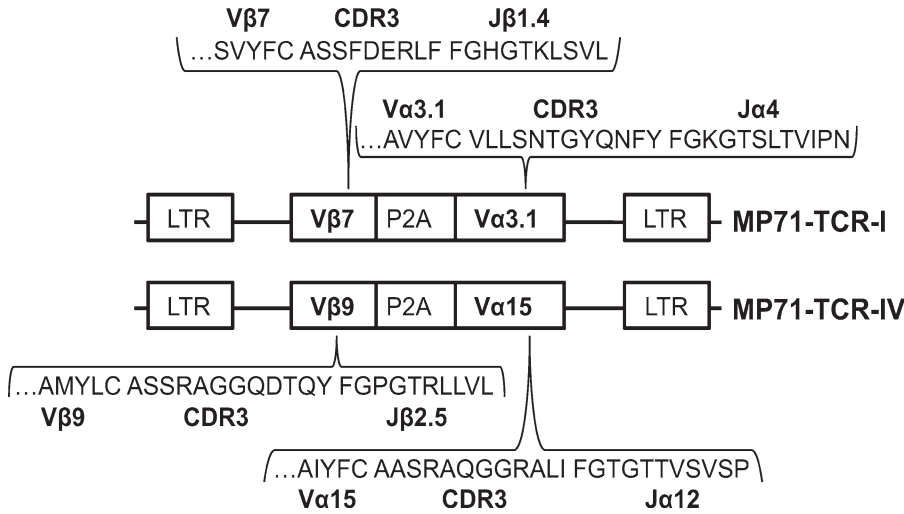 Vβ7 CDR3 Jβ1.4
...SVYFC ASSFDERLF FGHGTKLSVL
Vα3.1 CDR3 Jα4
...AVYFC VLLSNTGYQNFY FGKGTSLTVIPN
LTR Vβ7 P2A Vα3.1 LTR MP71-TCR-I
LTR Vβ9 P2A Vα15 LTR MP71-TCR-IV
...AMYLC ASSRAGGQDTQY FGPGTRLLVL
Vβ9 CDR3 Jβ2.5
...AIYFC AASRAQGGRALI FGTGTTVSVSP
Vα15 CDR3 Jα12